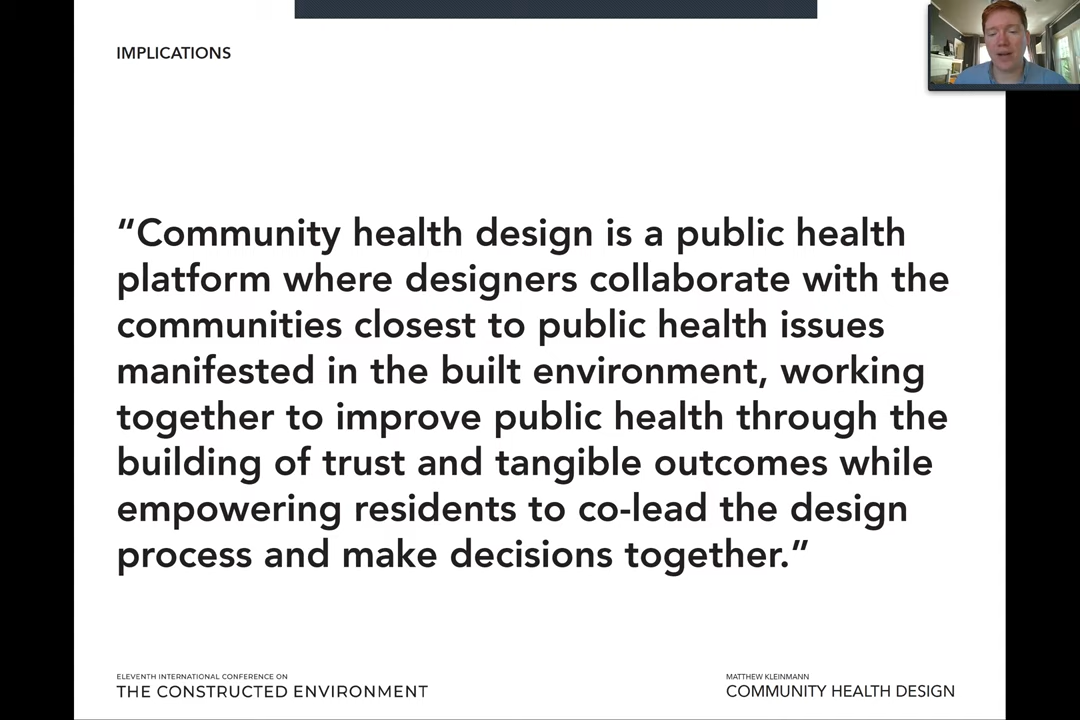 IMPLICATIONS
“Community health design is a public health
platform where designers collaborate with the
communities closest to public health issues
manifested in the built environment, working
together to improve public health through the
building of trust and tangible outcomes while
empowering residents to co-lead the design
process and make decisions together.”
ELEVENTH INTERNATIONAL CONFERENCE ON
THE CONSTRUCTED ENVIRONMENT
MATTHEW KLEINMANN
COMMUNITY HEALTH DESIGN